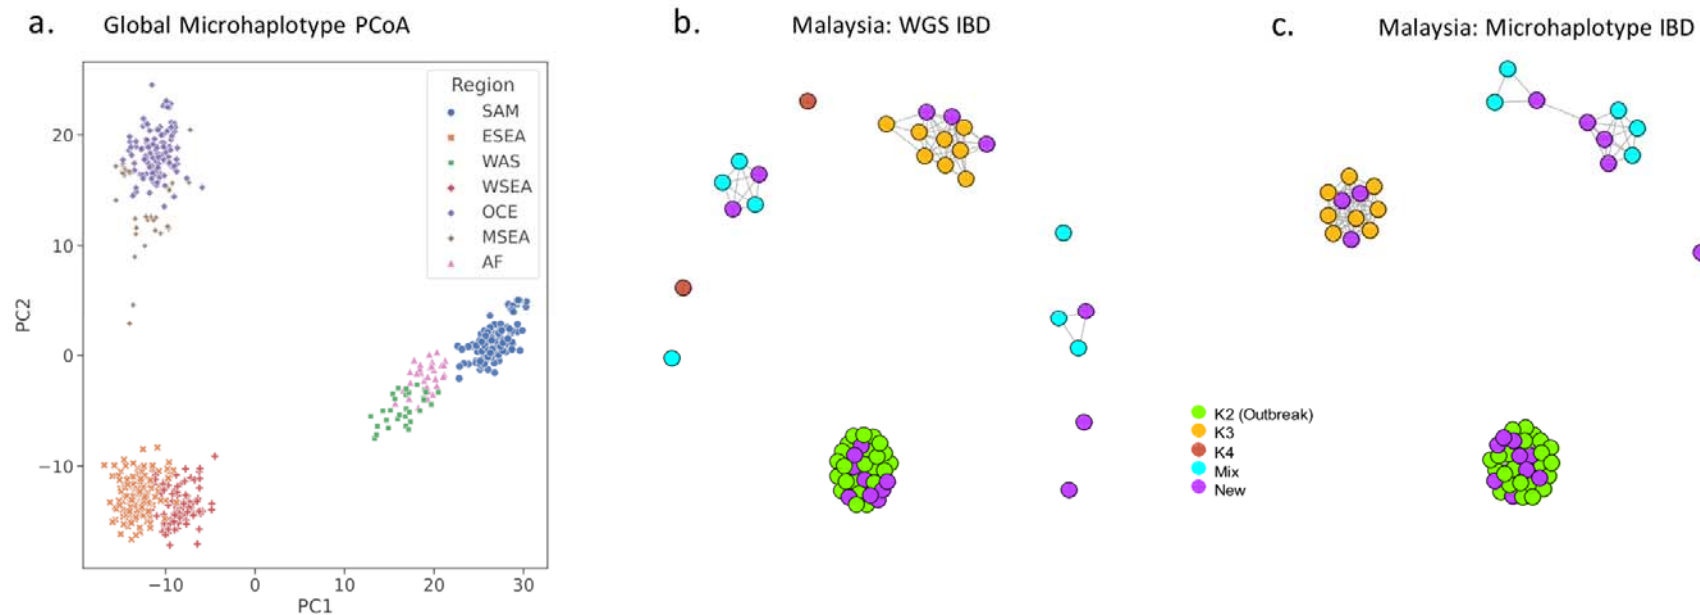 a. Global Microhaplotype PCoA
b. Malaysia: WGS IBD
c. Malaysia: Microhaplotype IBD
Region
SAM
ESEA
WAS
WSEA
OCE
MSEA
AF
PC2
20
10
0
−10
−10 0 10 20 30
PC1
K2 (Outbreak)
K3
K4
Mix
New